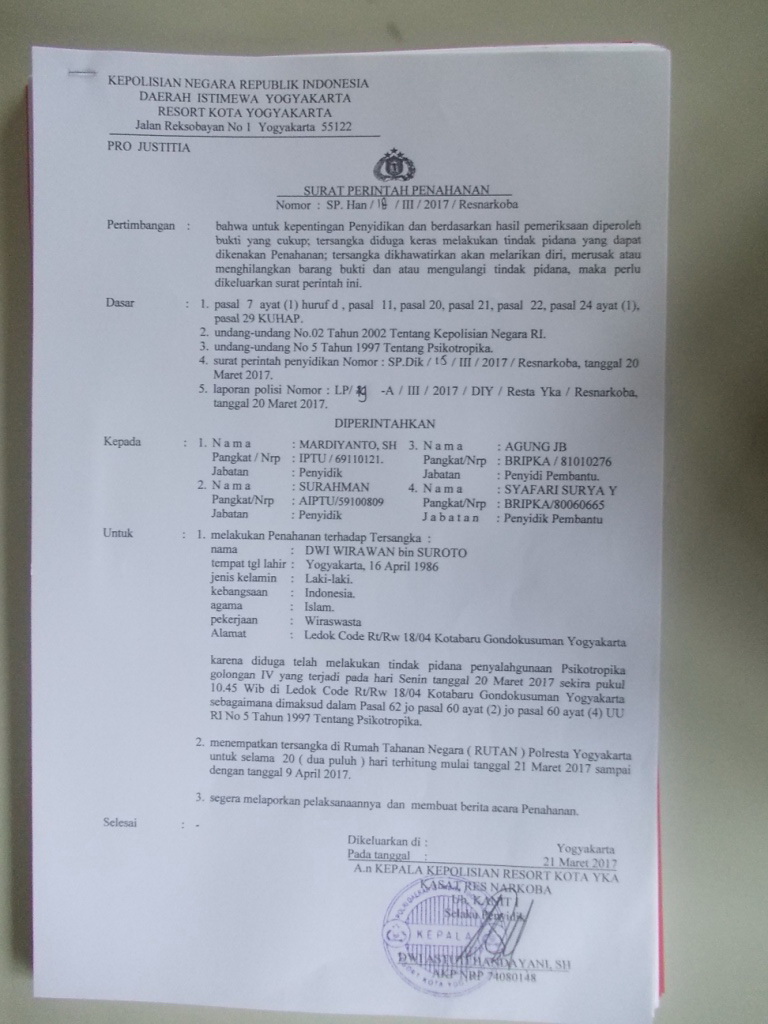 KEPOLISIAN NEGARA REPUBLIK INDONESIA
DAERAH ISTIMEWA YOGYAKARTA
RESORT KOTA YOGYAKARTA
Jalan Reksobayan No 1 Yogyakarta 55122
PRO JUSTITIA
SURAT PERINTAH PENAHANAN
Nomor : SP. Han / 18 / III / 2017 / Resnarkoba
Pertimbangan : bahwa untuk kepentingan Penyidikan dan berdasarkan hasil pemeriksaan diperoleh
bukti yang cukup; tersangka diduga keras melakukan tindak pidana yang dapat
dikenakan Penahanan; tersangka dikhawatirkan akan melarikan diri, merusak atau
menghilangkan barang bukti dan atau mengulangi tindak pidana, maka perlu
dikeluarkan surat perintah ini.
Dasar : 1. pasal 7 ayat (1) huruf d , pasal 11, pasal 20, pasal 21, pasal 22, pasal 24 ayat (1),
pasal 29 KUHAP.
2. undang-undang No.02 Tahun 2002 Tentang Kepolisian Negara RI.
3. undang-undang No 5 Tahun 1997 Tentang Psikotropika.
4. surat perintah penyidikan Nomor : SP.Dik / 15 / III / 2017 / Resnarkoba, tanggal 20
Maret 2017.
5. laporan polisi Nomor : LP/ -A / III / 2017 / DIY / Resta Yka / Resnarkoba,
tanggal 20 Maret 2017.
DIPERINTAHKAN
Kepada : 1. N a m a : MARDIYANTO, SH 3. N a m a : AGUNG JB
Pangkat / Nrp : IPTU / 69110121. Pangkat/Nrp : BRIPKA / 81010276
Jabatan : Penyidik Jabatan : Penyidi Pembantu.
2. N a m a : SURAHMAN 4. N a m a : SYAFARI SURYA Y
Pangkat/Nrp : AIPTU/59100809 Pangkat/Nrp : BRIPKA/80060665
Jabatan : Penyidik J a b a t a n : Penyidik Pembantu
Untuk : 1. melakukan Penahanan terhadap Tersangka :
nama : DWI WIRAWAN bin SUROTO
tempat tgl lahir : Yogyakarta, 16 April 1986
jenis kelamin : Laki-laki.
kebangsaan : Indonesia.
agama : Islam.
pekerjaan : Wiraswasta
Alamat : Ledok Code Rt/Rw 18/04 Kotabaru Gondokusuman Yogyakarta
karena diduga telah melakukan tindak pidana penyalahgunaan Psikotropika
golongan IV yang terjadi pada hari Senin tanggal 20 Maret 2017 sekira pukul
10.45 Wib di Ledok Code Rt/Rw 18/04 Kotabaru Gondokusuman Yogyakarta
sebagaimana dimaksud dalam Pasal 62 jo pasal 60 ayat (2) jo pasal 60 ayat (4) UU
RI No 5 Tahun 1997 Tentang Psikotropika.
2. menempatkan tersangka di Rumah Tahanan Negara ( RUTAN ) Polresta Yogyakarta
untuk selama 20 ( dua puluh ) hari terhitung mulai tanggal 21 Maret 2017 sampai
dengan tanggal 9 April 2017.
3. segera melaporkan pelaksanaannya dan membuat berita acara Penahanan.
Selesai : -
Dikeluarkan di : Yogyakarta
Pada tanggal : 21 Maret 2017
A.n KEPALA KEPOLISIAN RESORT KOTA YKA
KASAT RES NARKOBA
KANIT I
Selaku Penyidik
KEPALA
HANDAYANI, SH
AKP NRP 74080148